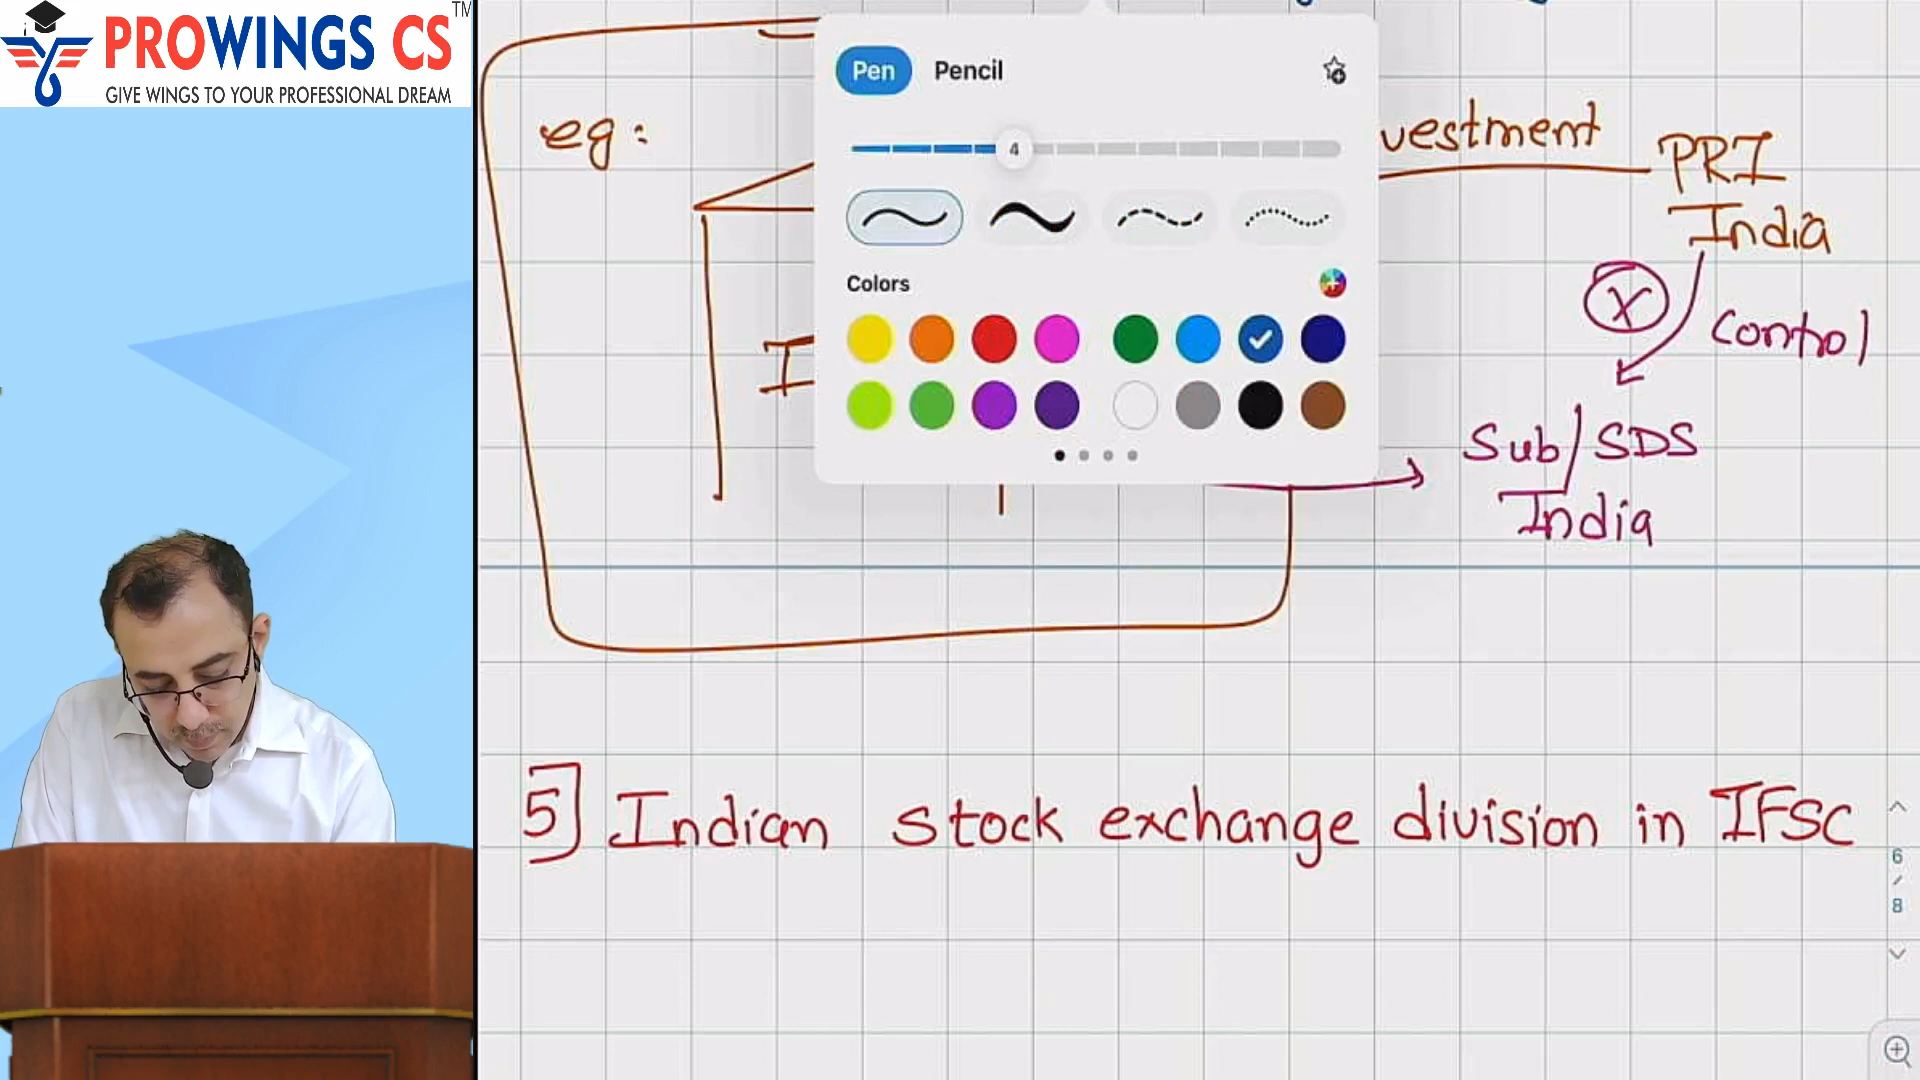 PROWINGS CS TM
GIVE WINGS TO YOUR PROFESSIONAL DREAM
Pen Pencil
4
Colors
eg:
vestment
PRI
India
X
Control
Sub/SDS
India
I
5] Indian stock exchange division in IFSC
6
/
8